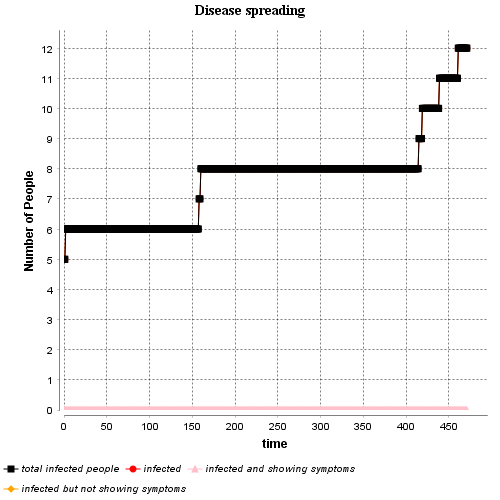 Disease spreading
12
11
10
9
8
7
6
5
4
3
2
1
0
Number of People
0 50 100 150 200 250 300 350 400 450
time
total infected people infected infected and showing symptoms
infected but not showing symptoms